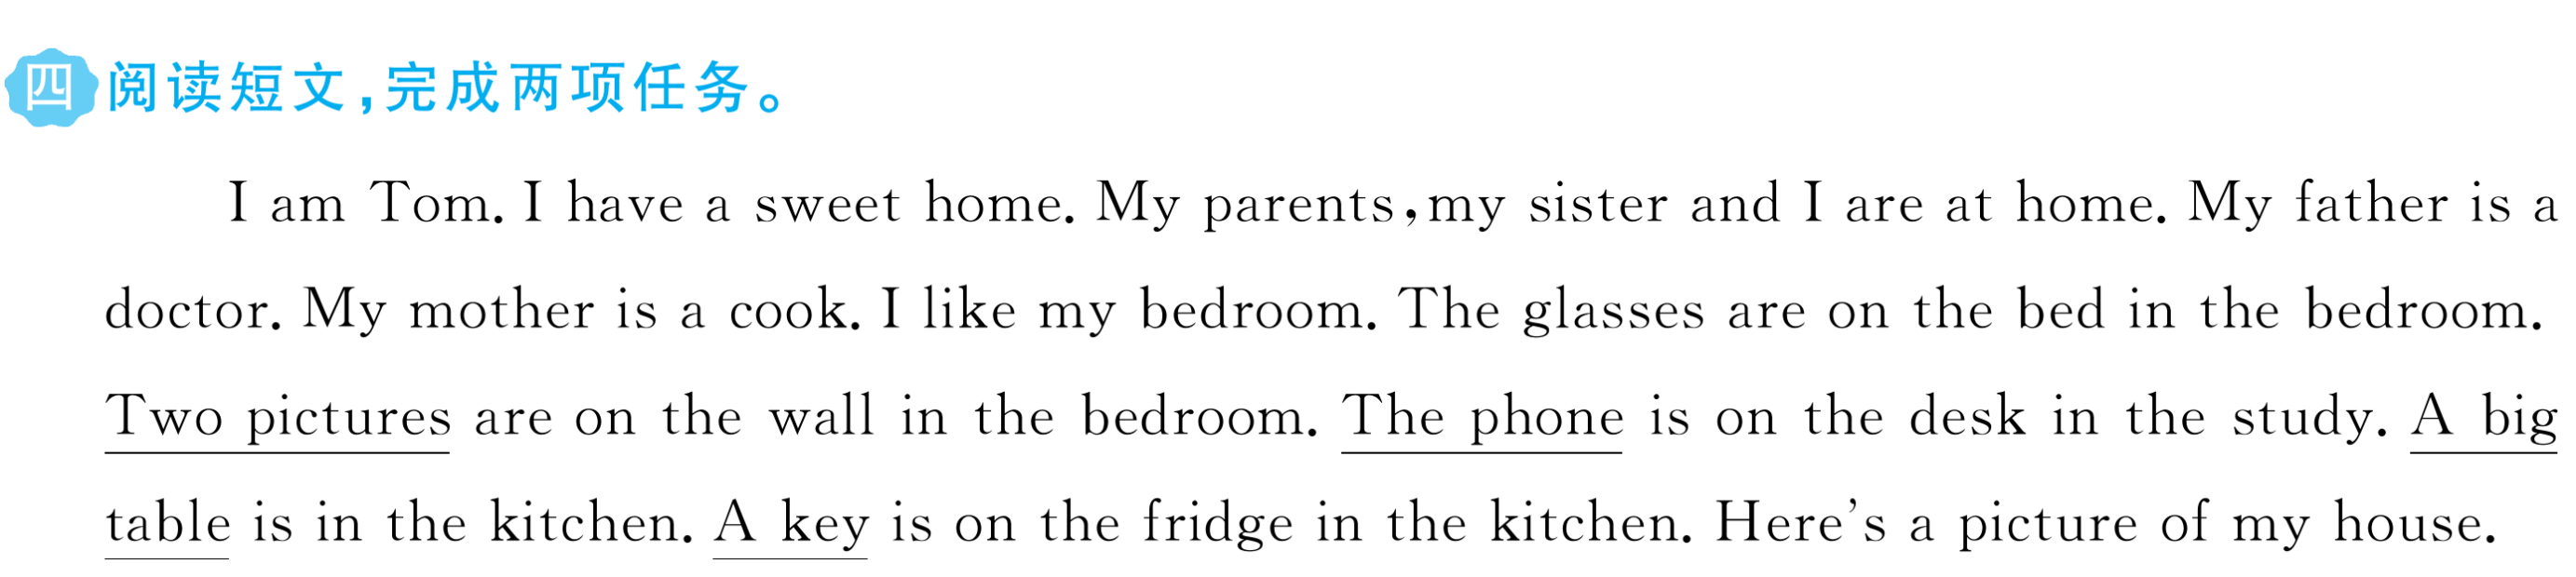 四 阅读短文,完成两项任务。
I am Tom. I have a sweet home. My parents, my sister and I are at home. My father is a
doctor. My mother is a cook. I like my bedroom. The glasses are on the bed in the bedroom.
Two pictures are on the wall in the bedroom. The phone is on the desk in the study. A big
table is in the kitchen. A key is on the fridge in the kitchen. Here's a picture of my house.